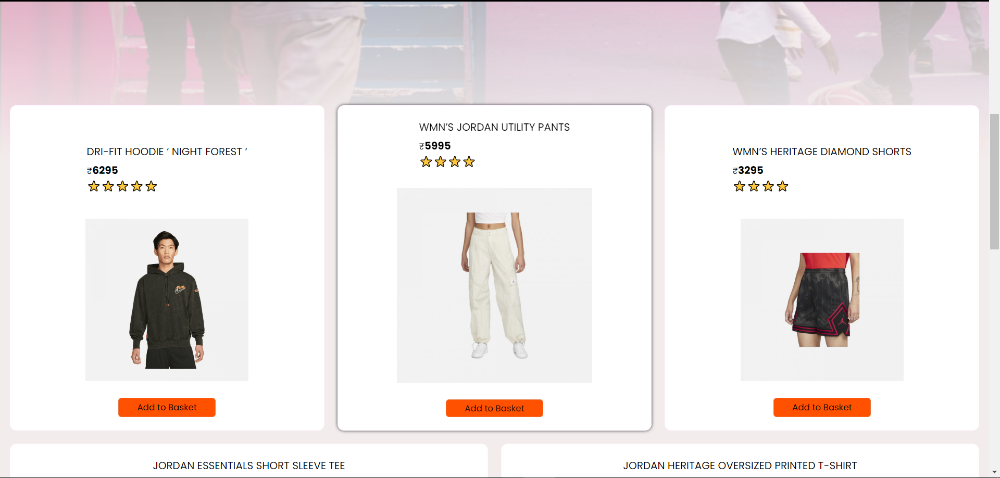 DRI-FIT HOODIE ‘ NIGHT FOREST ‘
₹6295
Add to Basket
WMN’S JORDAN UTILITY PANTS
₹5995
Add to Basket
WMN’S HERITAGE DIAMOND SHORTS
₹3295
Add to Basket
JORDAN ESSENTIALS SHORT SLEEVE TEE
JORDAN HERITAGE OVERSIZED PRINTED T-SHIRT